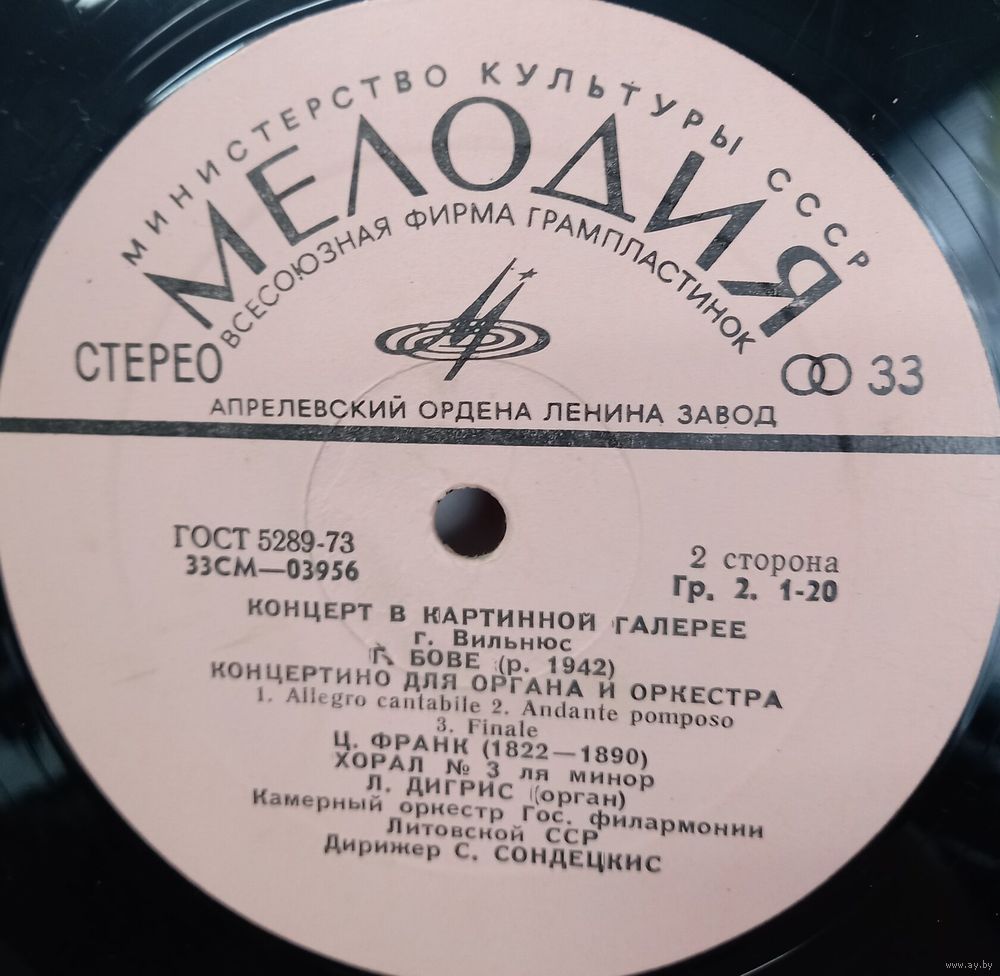 МИНИСТЕРСТВО КУЛЬТУРЫ СССР
МЕЛОДИЯ
ВСЕСОЮЗНАЯ ФИРМА ГРАМПЛАСТИНОК
СТЕРЕО
33
АПРЕЛЕВСКИЙ ОРДЕНА ЛЕНИНА ЗАВОД
ГОСТ 5289-73
33СМ—03956
2 сторона
Гр. 2. 1-20
КОНЦЕРТ В КАРТИННОЙ ГАЛЕРЕЕ
г. Вильнюс
Г. БОВЕ (р. 1942)
КОНЦЕРТИНО ДЛЯ ОРГАНА И ОРКЕСТРА
1. Allegro cantabile 2. Andante pomposo
3. Finale
Ц. ФРАНК (1822—1890)
ХОРАЛ № 3 ля минор
Л. ДИГРИС (орган)
Камерный оркестр Гос. филармонии
Литовской ССР
Дирижер С. СОНДЕЦКИС
www.ay.by